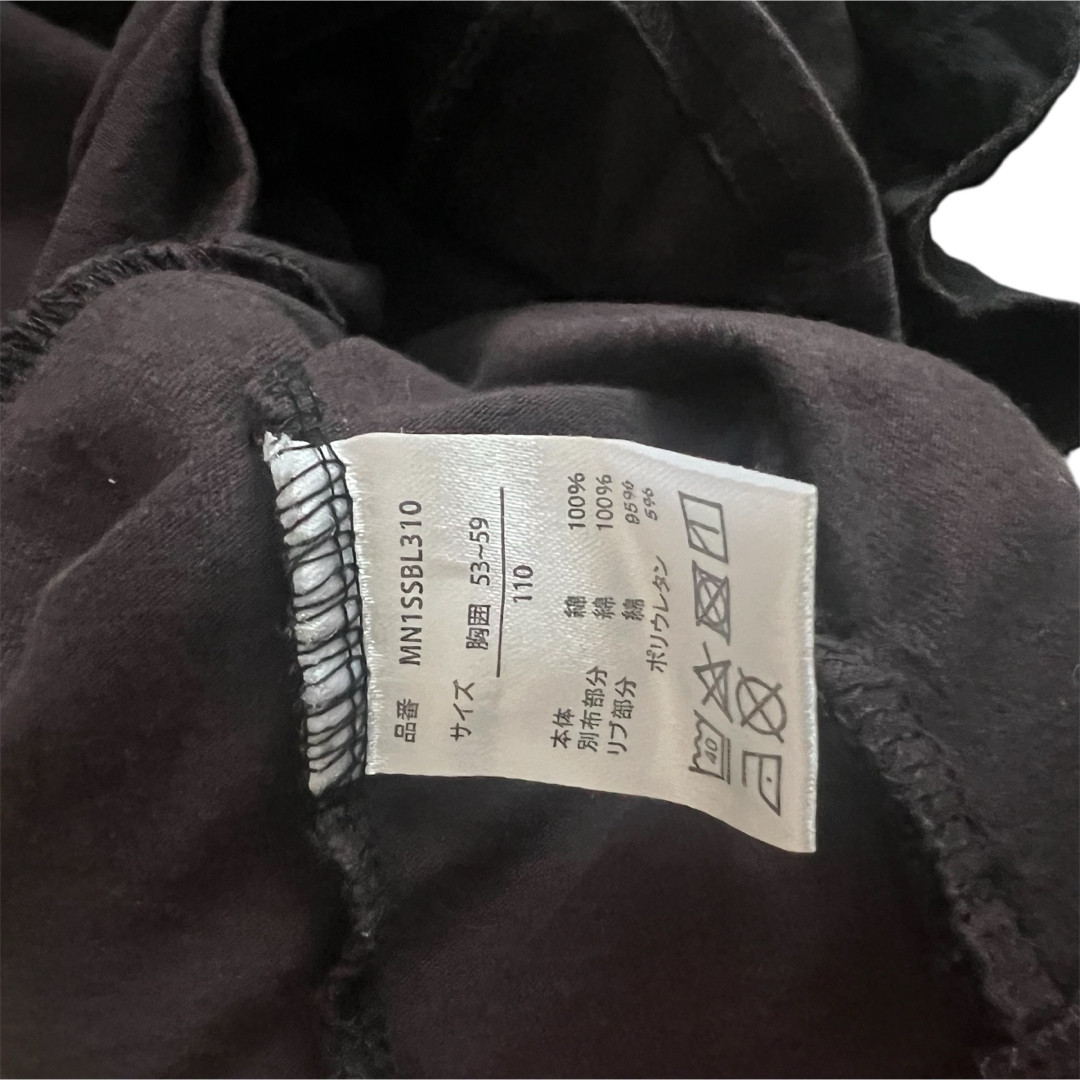 品番 MN1SSBL310
サイズ 胸囲 53~59
110
本体 綿 100%
別布部分 綿 100%
リブ部分 綿 95%
ポリウレタン 5%
40